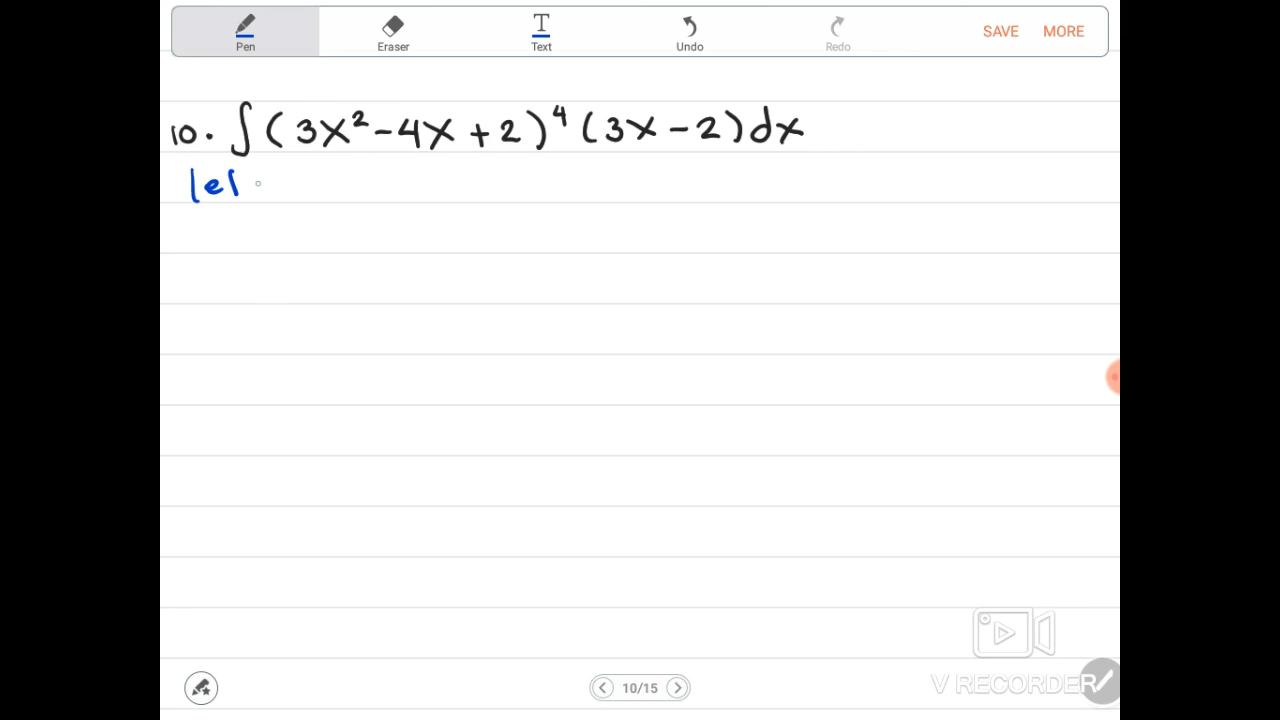 Pen Eraser Text Undo Redo SAVE MORE
10. ∫(3x²-4x+2)⁴(3x-2)dx
let
10/15
V RECORDER